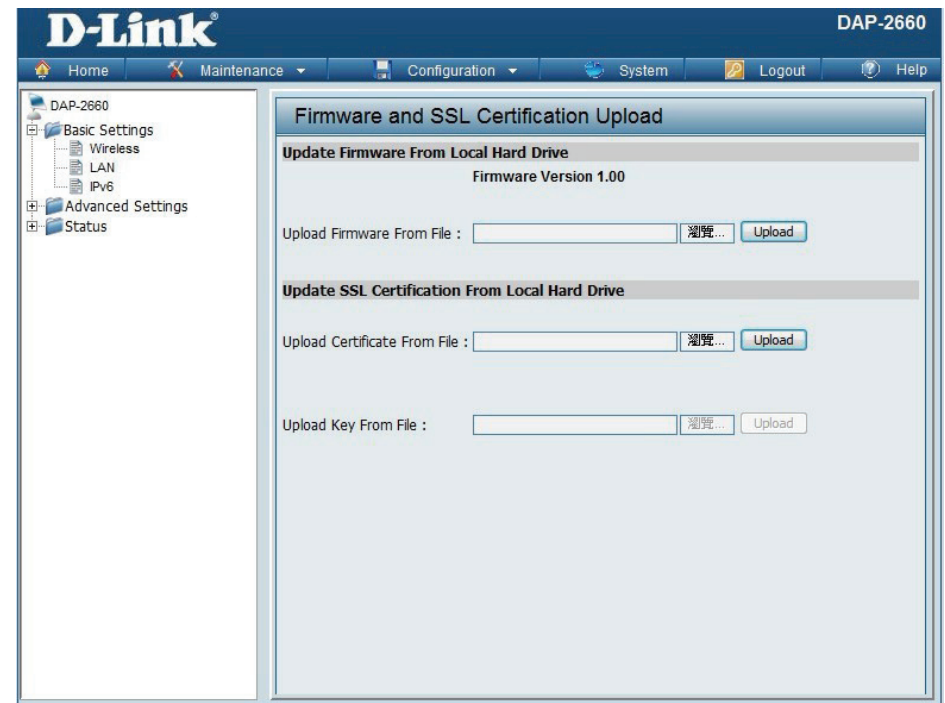 D-Link®
DAP-2660
Home Maintenance Configuration System Logout Help
DAP-2660
Basic Settings
Wireless
LAN
IPv6
Advanced Settings
Status
Firmware and SSL Certification Upload
Update Firmware From Local Hard Drive
Firmware Version 1.00
Upload Firmware From File : 瀏覽... Upload
Update SSL Certification From Local Hard Drive
Upload Certificate From File : 瀏覽... Upload
Upload Key From File : 瀏覽... Upload